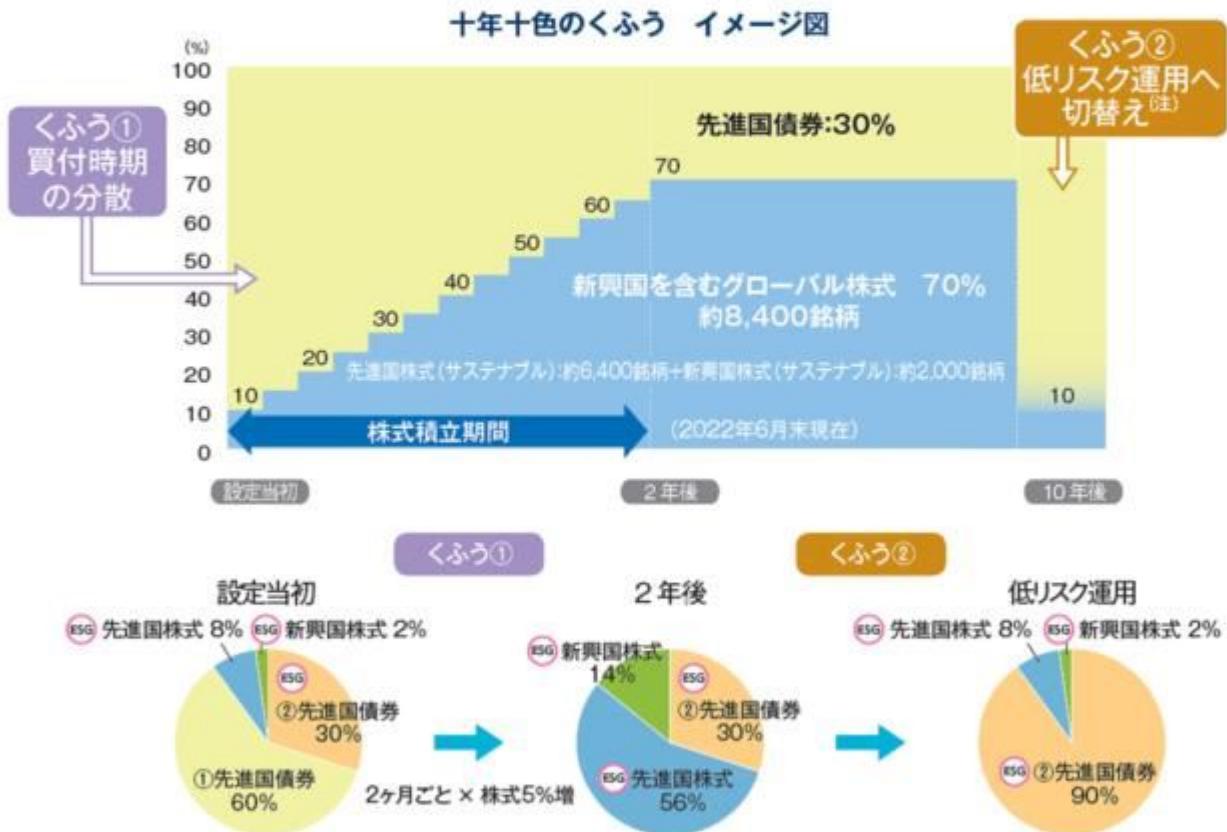 十年十色のくふう イメージ図
(%)
100
90
80
70
60
50
40
30
20
10
0
くふう①
買付時期
の分散
くふう②
低リスク運用へ
切替え(注)
先進国債券:30%
10
20
30
40
50
60
70
10
新興国を含むグローバル株式 70%
約8,400銘柄
先進国株式(サステナブル):約6,400銘柄+新興国株式(サステナブル):約2,000銘柄
株式積立期間
(2022年6月末現在)
設定当初
2年後
10年後
くふう①
くふう②
設定当初
ESG 先進国株式 8%
ESG 新興国株式 2%
ESG
②先進国債券
30%
①先進国債券
60%
2ヶ月ごと × 株式5%増
2年後
ESG 新興国株式
14%
ESG
②先進国債券
30%
ESG 先進国株式
56%
低リスク運用
ESG 先進国株式 8%
ESG 新興国株式 2%
ESG ②先進国債券
90%